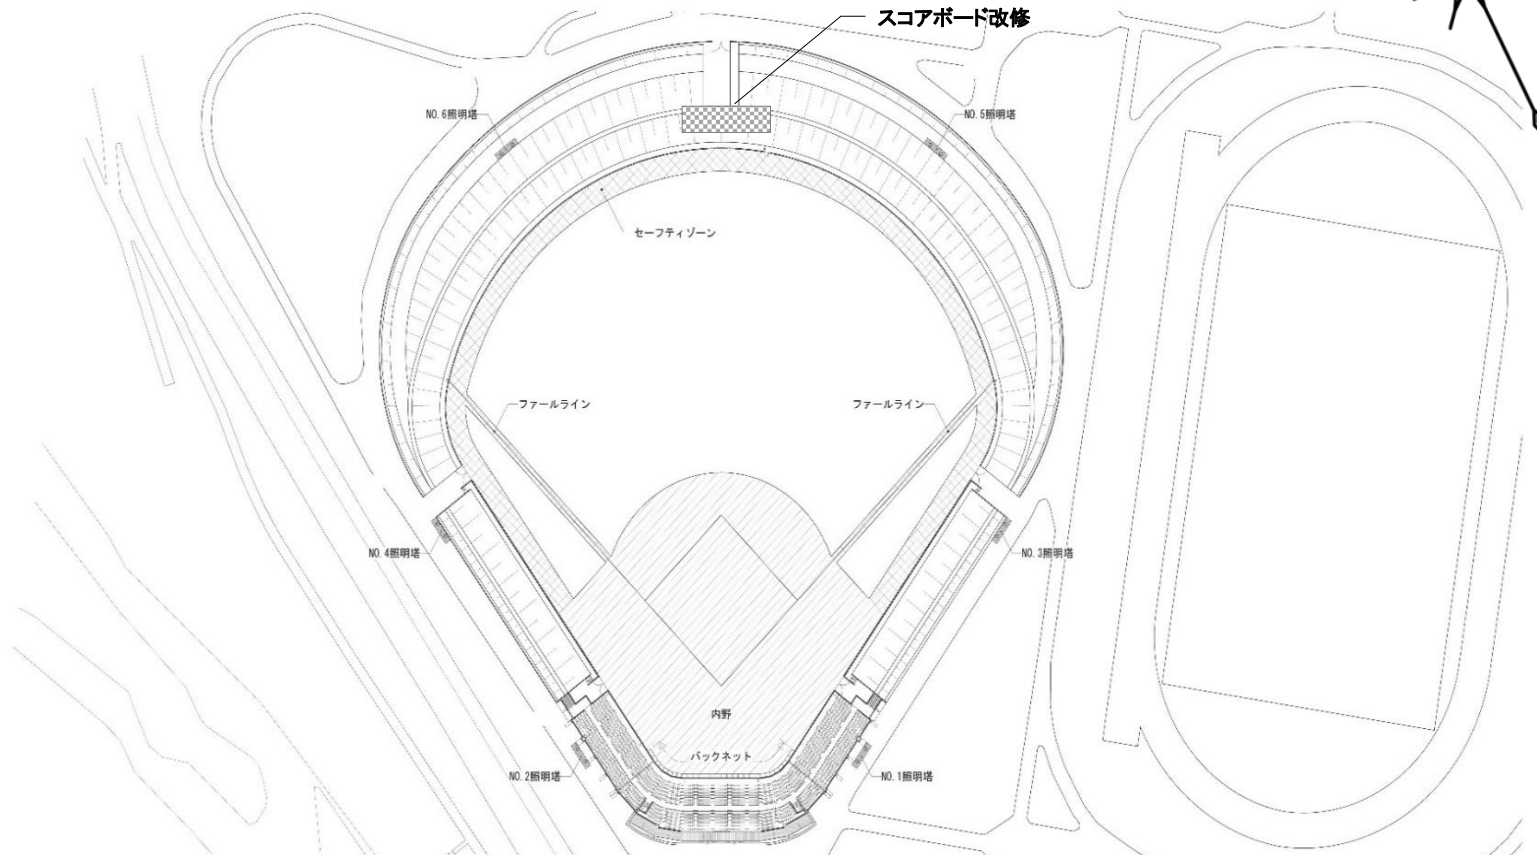 スコアボード改修
NO.6照明塔
NO.5照明塔
セーフティゾーン
ファールライン
ファールライン
NO.4照明塔
NO.3照明塔
内野
バックネット
NO.2照明塔
NO.1照明塔